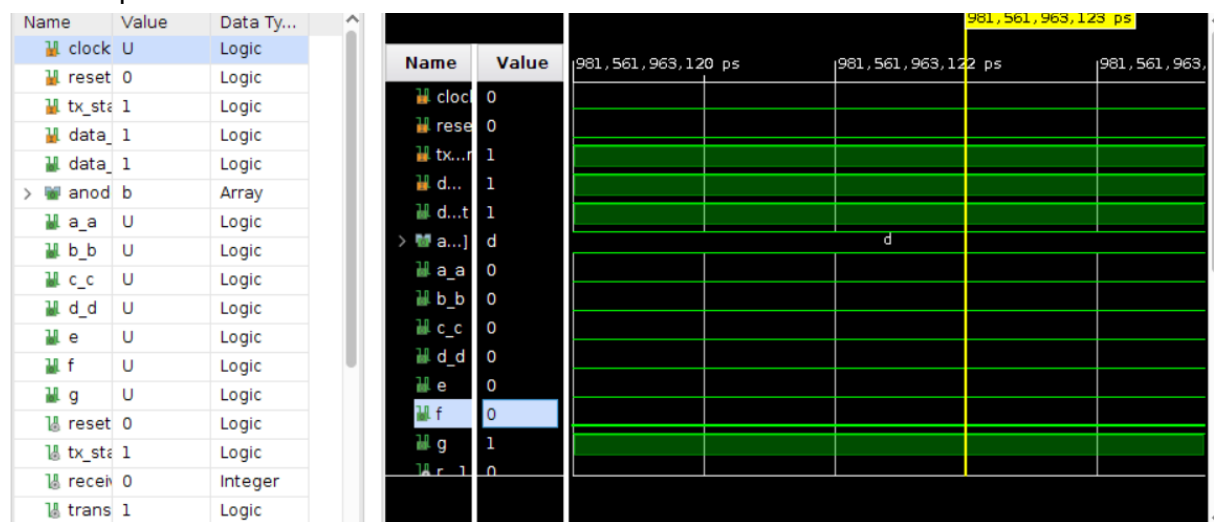 Name Value Data Ty...
clock U Logic
reset 0 Logic
tx_sta 1 Logic
data_ 1 Logic
data_ 1 Logic
> anod b Array
a_a U Logic
b_b U Logic
c_c U Logic
d_d U Logic
e U Logic
f U Logic
g U Logic
reset 0 Logic
tx_sta 1 Logic
receiv 0 Integer
trans 1 Logic
981,561,963,123 ps
Name Value 981,561,963,120 ps 981,561,963,122 ps 981,561,963,
cloc 0
rese 0
tx...r 1
d... 1
d...t 1
> a...] d d
a_a 0
b_b 0
c_c 0
d_d 0
e 0
f 0
g 1
0